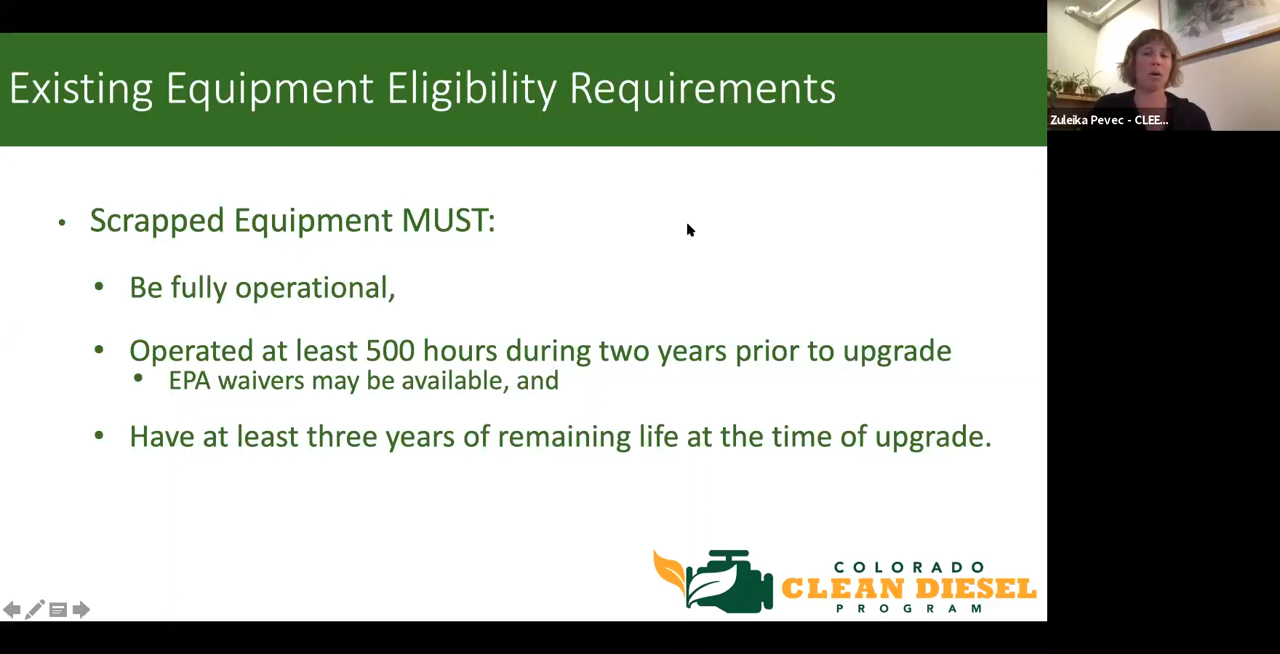 Existing Equipment Eligibility Requirements
Zuleika Pevec - CLEE...
• Scrapped Equipment MUST:
• Be fully operational,
• Operated at least 500 hours during two years prior to upgrade
• EPA waivers may be available, and
• Have at least three years of remaining life at the time of upgrade.
COLORADO
CLEAN DIESEL
PROGRAM